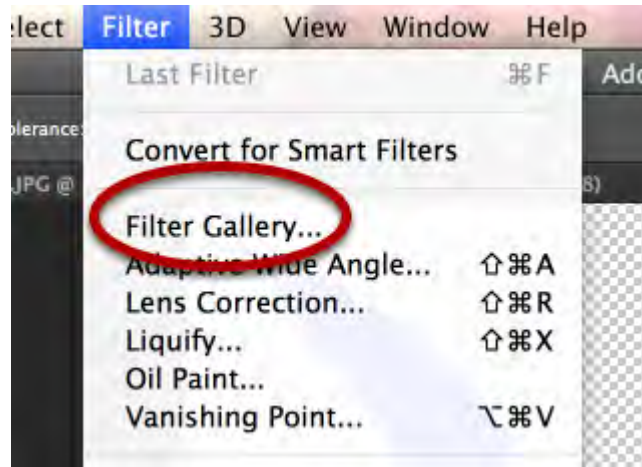 lect Filter 3D View Window Help
Last Filter ⌘F Ado
olerance:
Convert for Smart Filters
.JPG @ 8)
Filter Gallery...
Adaptive Wide Angle... ⇧⌘A
Lens Correction... ⇧⌘R
Liquify... ⇧⌘X
Oil Paint...
Vanishing Point... ⌥⌘V